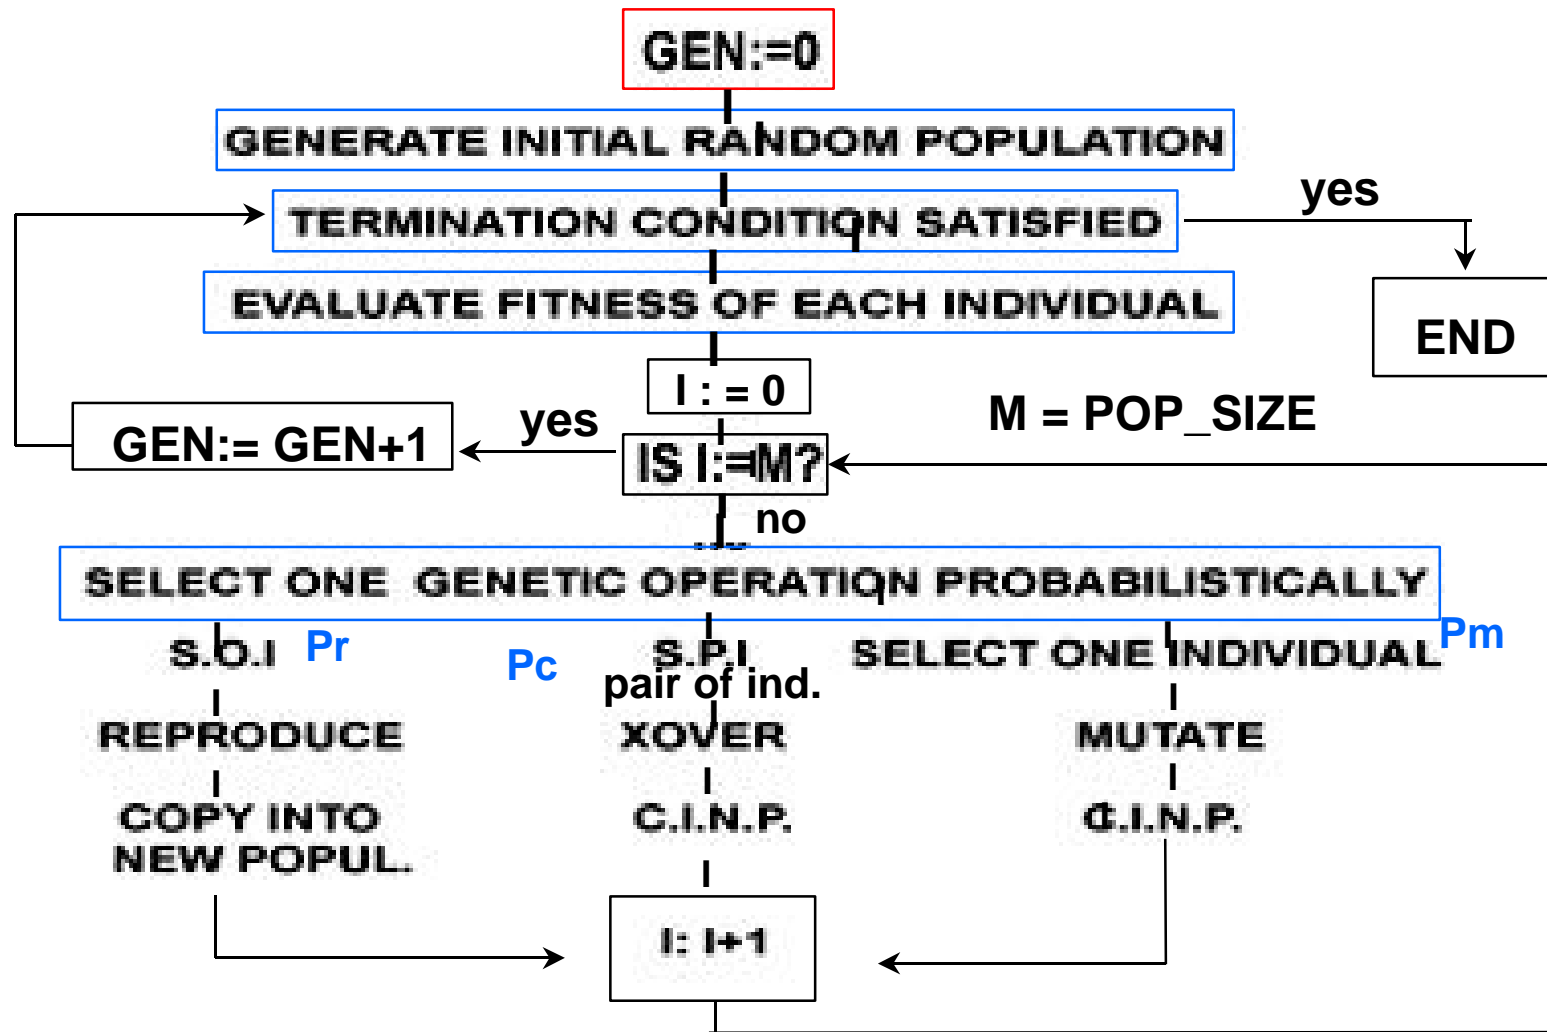 GEN:=0
GENERATE INITIAL RANDOM POPULATION
yes
TERMINATION CONDITION SATISFIED
EVALUATE FITNESS OF EACH INDIVIDUAL
END
I : = 0
M = POP_SIZE
yes
GEN:= GEN+1
IS I:=M?
no
SELECT ONE GENETIC OPERATION PROBABILISTICALLY
S.O.I
Pr
Pc
S.P.I
pair of ind.
SELECT ONE INDIVIDUAL
Pm
REPRODUCE
XOVER
MUTATE
COPY INTO
NEW POPUL.
C.I.N.P.
C.I.N.P.
I: I+1